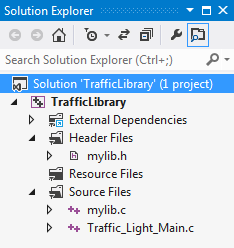 Solution Explorer
Search Solution Explorer (Ctrl+;)
Solution 'TrafficLibrary' (1 project)
TrafficLibrary
External Dependencies
Header Files
mylib.h
Resource Files
Source Files
mylib.c
Traffic_Light_Main.c